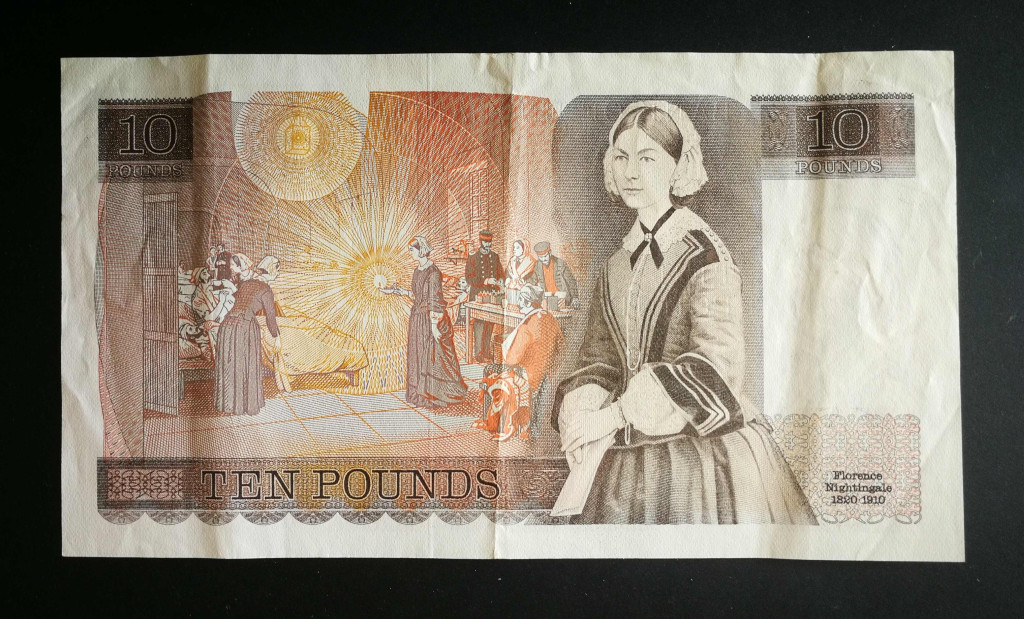 10
POUNDS
10
POUNDS
TEN POUNDS
Florence
Nightingale
1820-1910